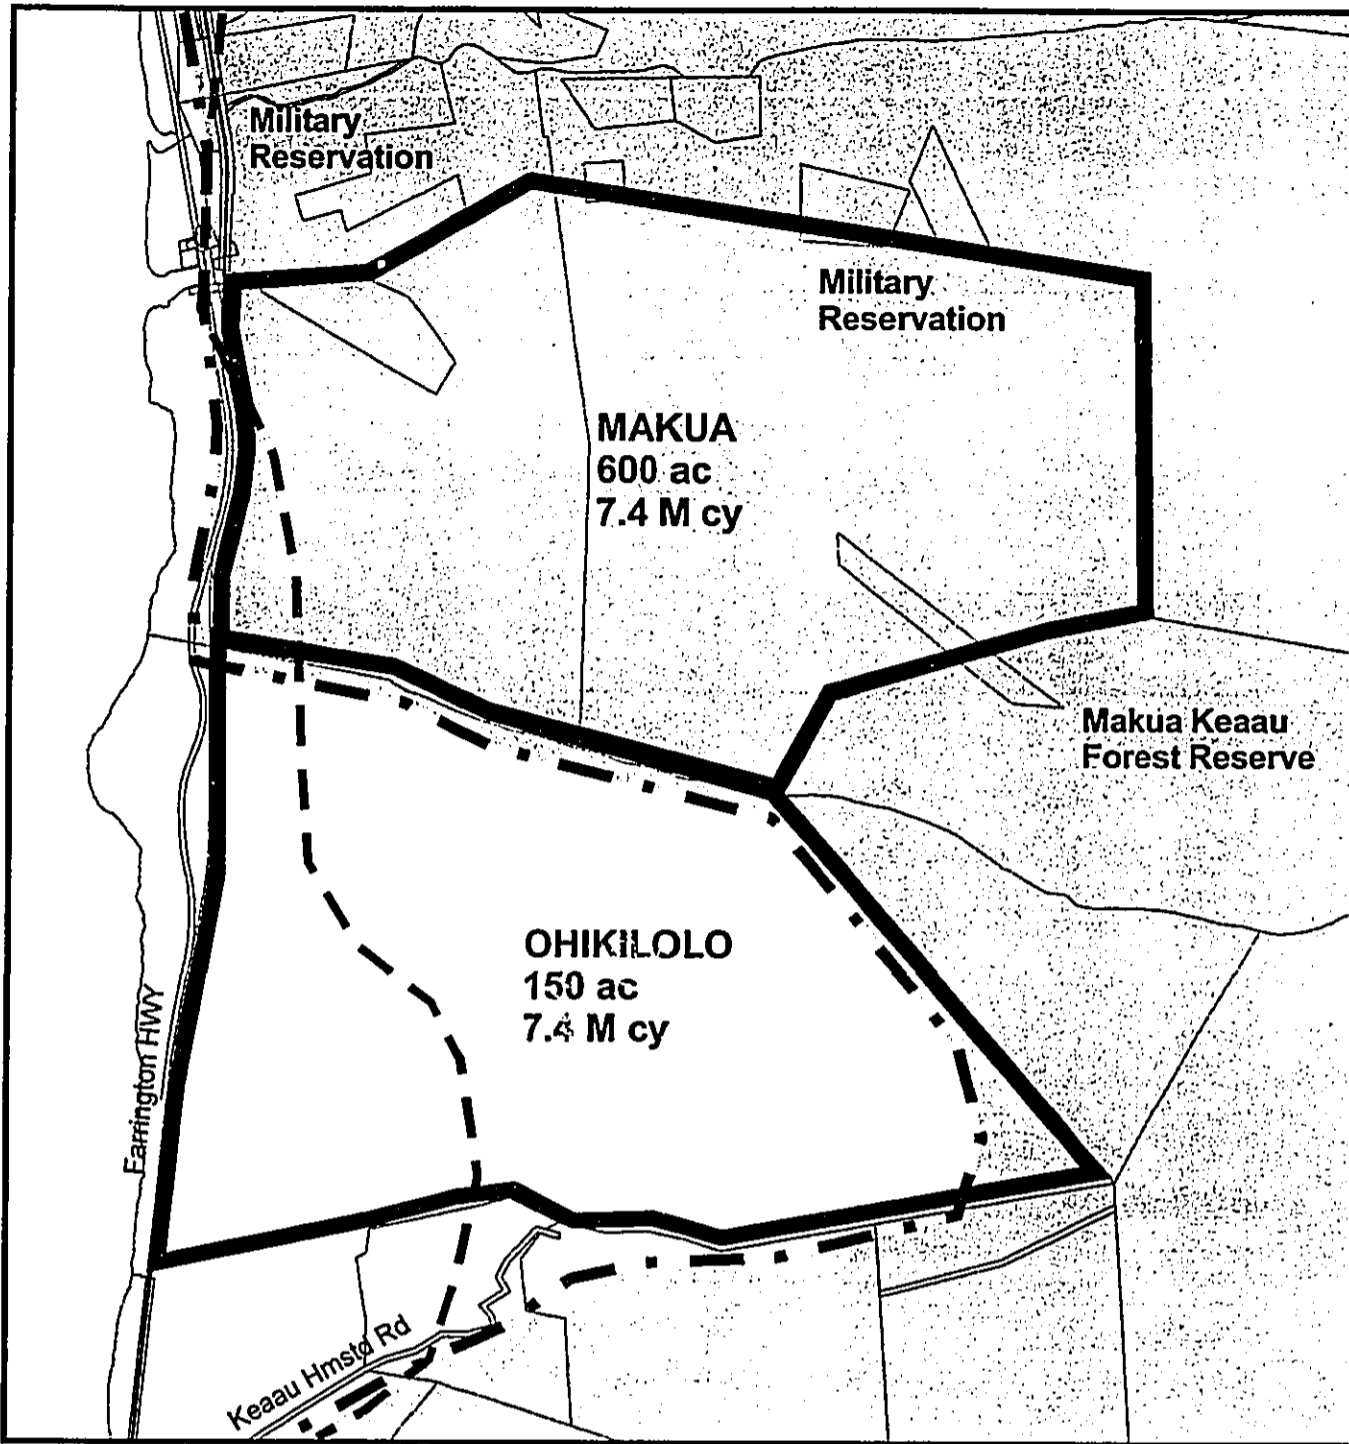 Military
Reservation
Military
Reservation
MAKUA
600 ac
7.4 M cy
Makua Keaau
Forest Reserve
OHIKILOLO
150 ac
7.4 M cy
Farrington HWY
Keaau Hmstd Rd